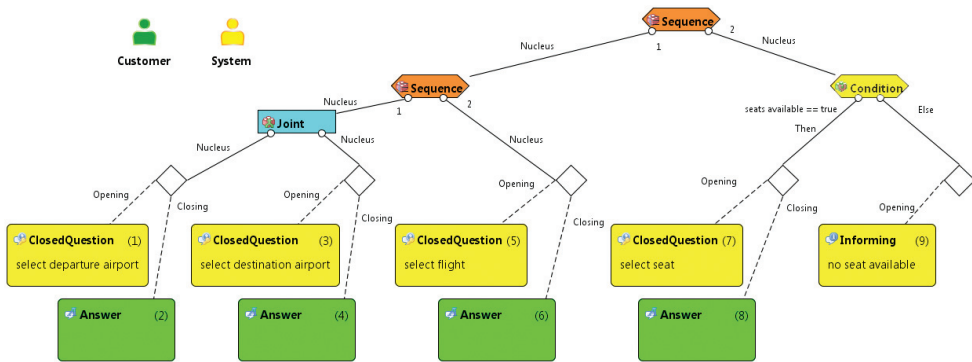 Customer
System
Sequence
1
2
Nucleus
Nucleus
Sequence
1
2
Nucleus
Nucleus
Condition
seats available == true
Then
Else
Joint
Nucleus
Nucleus
Opening
Closing
Opening
Closing
Opening
Closing
Opening
Closing
Opening
ClosedQuestion (1)
select departure airport
ClosedQuestion (3)
select destination airport
ClosedQuestion (5)
select flight
ClosedQuestion (7)
select seat
Informing (9)
no seat available
Answer (2)
Answer (4)
Answer (6)
Answer (8)